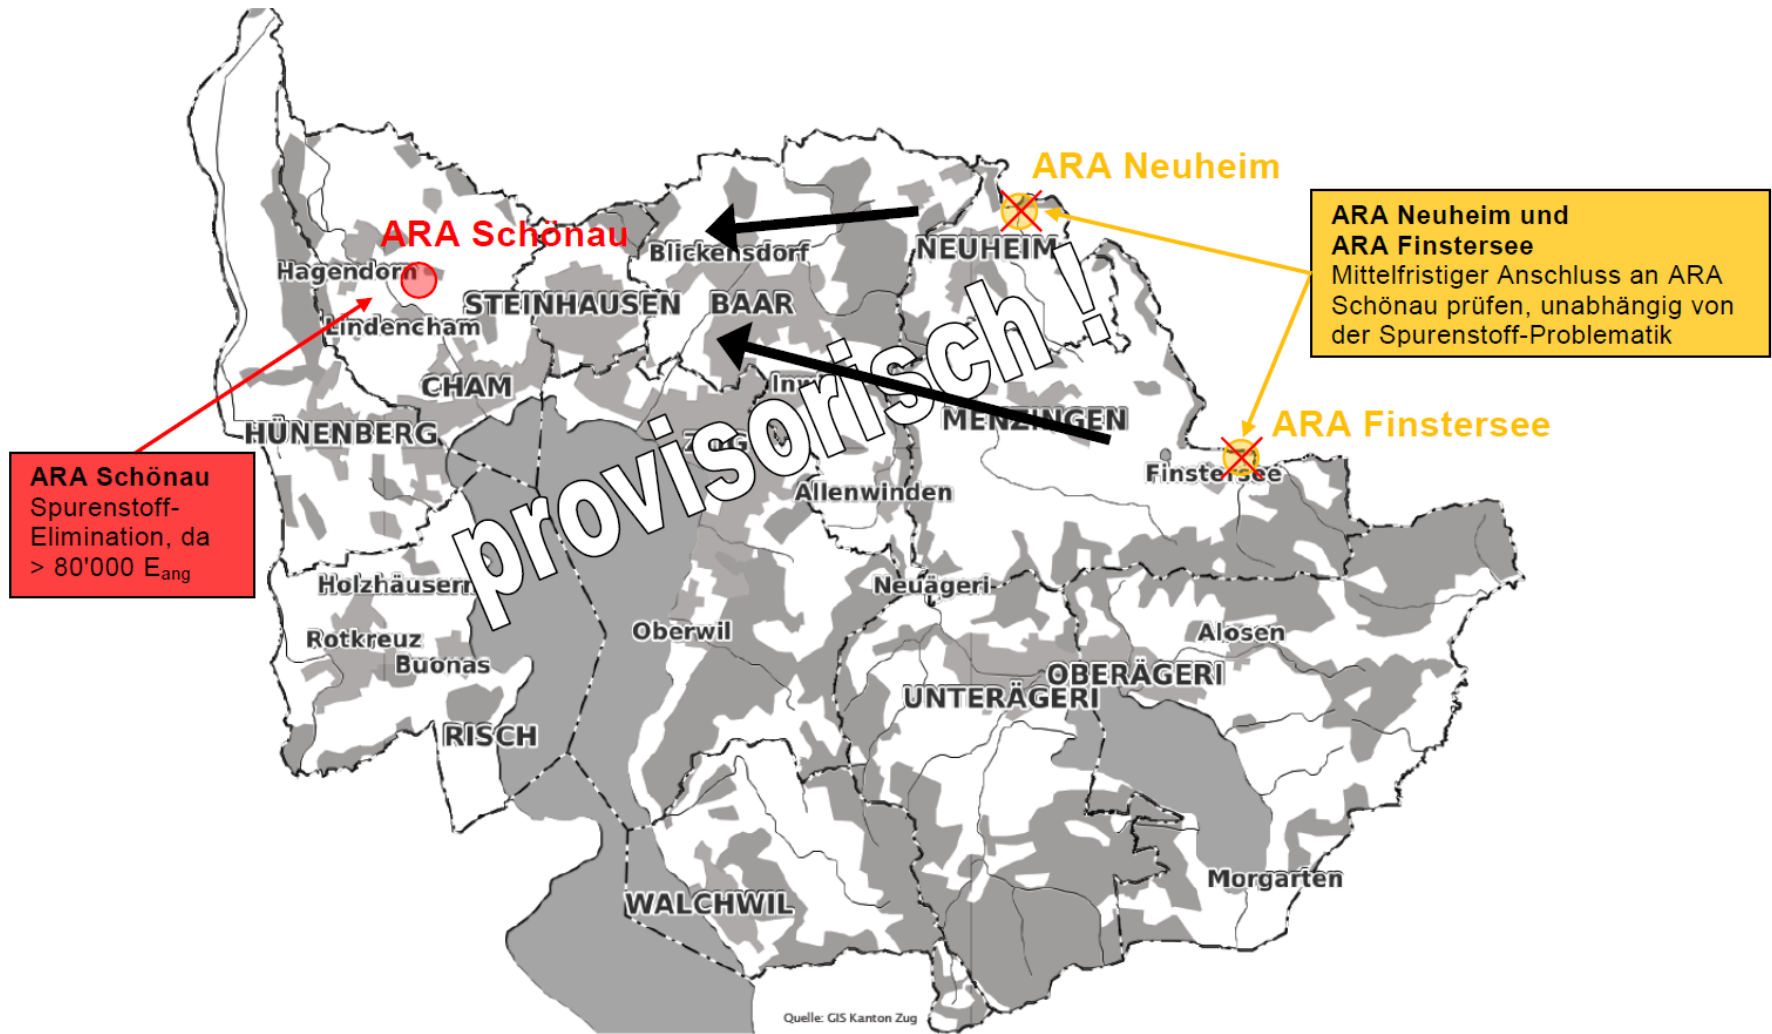 ARA Neuheim
ARA Neuheim und
ARA Finstersee
Mittelfristiger Anschluss an ARA
Schönau prüfen, unabhängig von
der Spurenstoff-Problematik
ARA Schönau
Blickensdorf
NEUHEIM
Hagendorn
STEINHAUSEN
BAAR
Lindencham
CHAM
Inwil
MENZINGEN
ARA Finstersee
HÜNENBERG
ZUG
provisorisch !
Finstersee
ARA Schönau
Spurenstoff-
Elimination, da
> 80'000 Eang
Allenwinden
Holzhäusern
Neuägeri
Rotkreuz
Oberwil
Alosen
Buonas
OBERÄGERI
UNTERÄGERI
RISCH
Morgarten
WALCHWIL
Quelle: GIS Kanton Zug